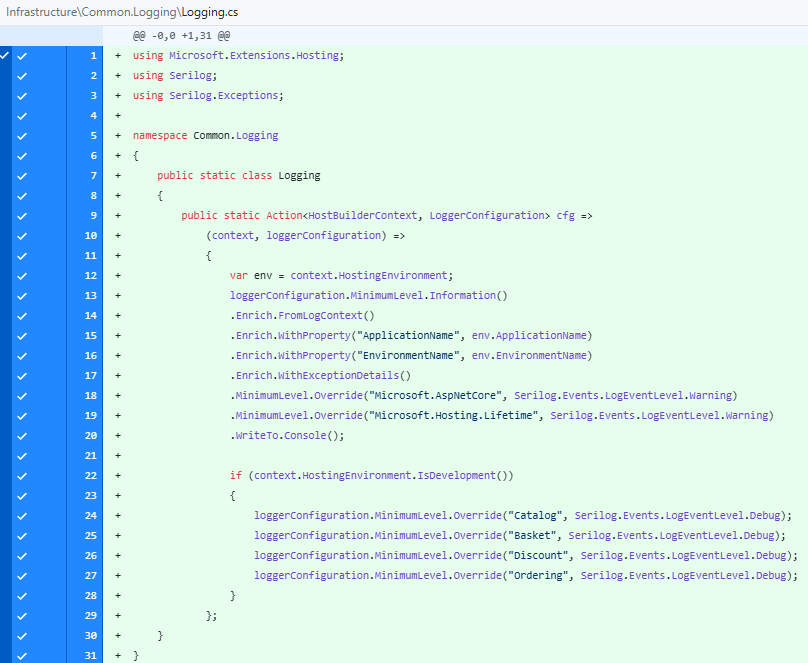 Infrastructure\Common.Logging\Logging.cs
@@ -0,0 +1,31 @@
1 + using Microsoft.Extensions.Hosting;
2 + using Serilog;
3 + using Serilog.Exceptions;
4 +
5 + namespace Common.Logging
6 + {
7 +     public static class Logging
8 +     {
9 +         public static Action<HostBuilderContext, LoggerConfiguration> cfg =>
10 +             (context, loggerConfiguration) =>
11 +             {
12 +                 var env = context.HostingEnvironment;
13 +                 loggerConfiguration.MinimumLevel.Information()
14 +                 .Enrich.FromLogContext()
15 +                 .Enrich.WithProperty("ApplicationName", env.ApplicationName)
16 +                 .Enrich.WithProperty("EnvironmentName", env.EnvironmentName)
17 +                 .Enrich.WithExceptionDetails()
18 +                 .MinimumLevel.Override("Microsoft.AspNetCore", Serilog.Events.LogEventLevel.Warning)
19 +                 .MinimumLevel.Override("Microsoft.Hosting.Lifetime", Serilog.Events.LogEventLevel.Warning)
20 +                 .WriteTo.Console();
21 +
22 +                 if (context.HostingEnvironment.IsDevelopment())
23 +                 {
24 +                     loggerConfiguration.MinimumLevel.Override("Catalog", Serilog.Events.LogEventLevel.Debug);
25 +                     loggerConfiguration.MinimumLevel.Override("Basket", Serilog.Events.LogEventLevel.Debug);
26 +                     loggerConfiguration.MinimumLevel.Override("Discount", Serilog.Events.LogEventLevel.Debug);
27 +                     loggerConfiguration.MinimumLevel.Override("Ordering", Serilog.Events.LogEventLevel.Debug);
28 +                 }
29 +             };
30 +     }
31 + }